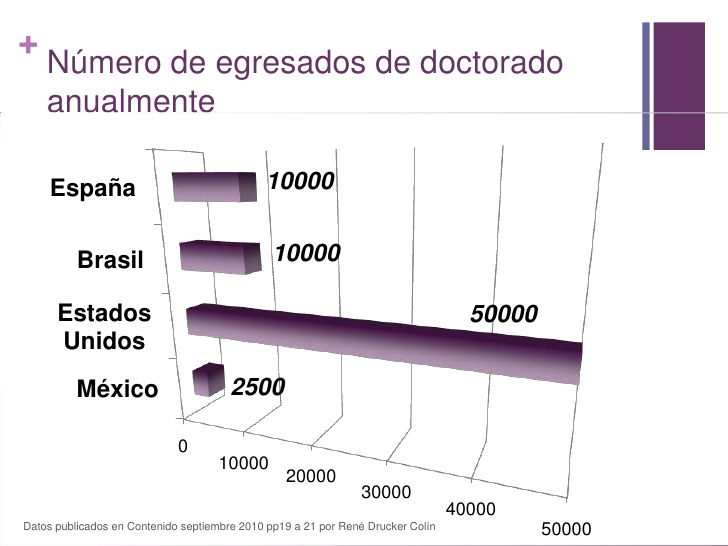 +
Número de egresados de doctorado
anualmente
España
10000
Brasil
10000
Estados
Unidos
50000
México
2500
0
10000
20000
30000
40000
50000
Datos publicados en Contenido septiembre 2010 pp19 a 21 por René Drucker Colín